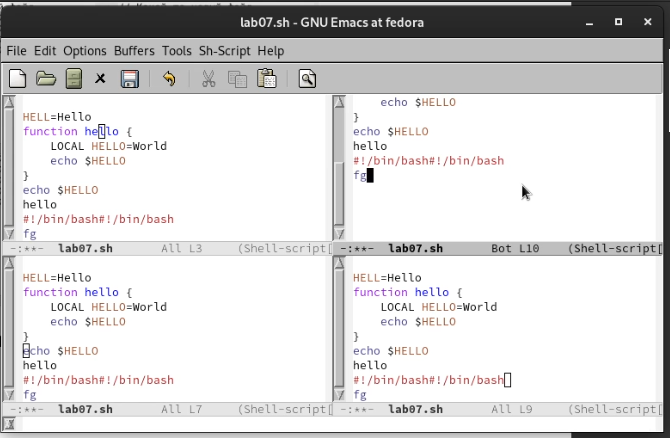 lab07.sh - GNU Emacs at fedora
File Edit Options Buffers Tools Sh-Script Help
HELL=Hello
function hello {
    LOCAL HELLO=World
    echo $HELLO
}
echo $HELLO
hello
#!/bin/bash#!/bin/bash
fg
-:**- lab07.sh All L3 (Shell-script[
    echo $HELLO
}
echo $HELLO
hello
#!/bin/bash#!/bin/bash
fg
-:**- lab07.sh Bot L10 (Shell-script[
HELL=Hello
function hello {
    LOCAL HELLO=World
    echo $HELLO
}
echo $HELLO
hello
#!/bin/bash#!/bin/bash
fg
-:**- lab07.sh All L7 (Shell-script[
HELL=Hello
function hello {
    LOCAL HELLO=World
    echo $HELLO
}
echo $HELLO
hello
#!/bin/bash#!/bin/bash
fg
-:**- lab07.sh All L9 (Shell-script[